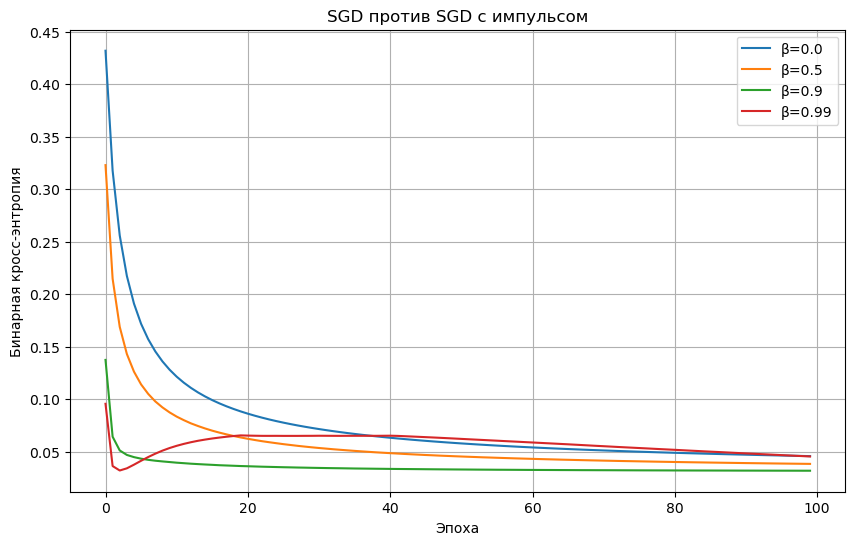 SGD против SGD с импульсом
Бинарная кросс-энтропия
0.45
0.40
0.35
0.30
0.25
0.20
0.15
0.10
0.05
β=0.0
β=0.5
β=0.9
β=0.99
0
20
40
60
80
100
Эпоха